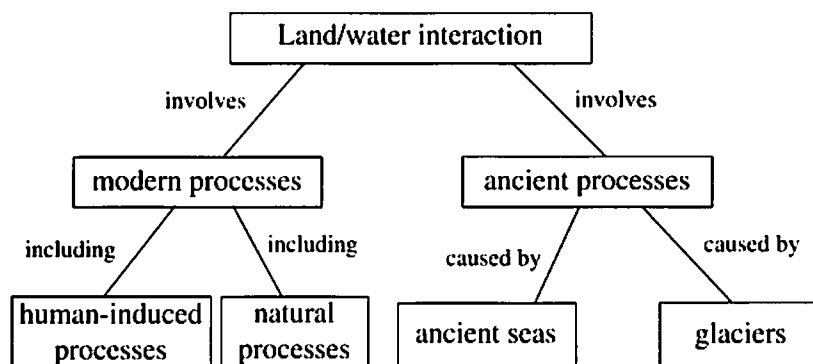 Land/water interaction
involves
involves
modern processes
ancient processes
including
including
caused by
caused by
human-induced
processes
natural
processes
ancient seas
glaciers